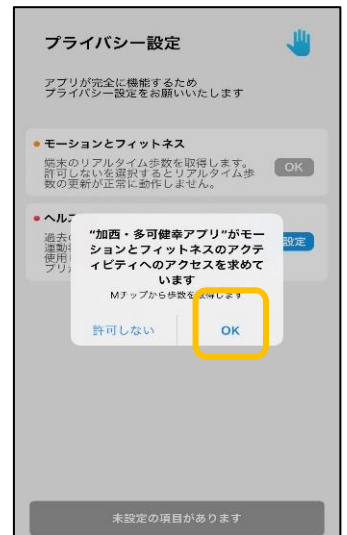 プライバシー設定
アプリが完全に機能するため
プライバシー設定をお願いいたします
モーションとフィットネス
端末のリアルタイム歩数を取得します。
許可しないを選択するとリアルタイム歩
数の更新が正常に動作しません。
OK
ヘル
過去
運動
使用
プリ
設定
"加西・多可健幸アプリ"がモー
ションとフィットネスのアクテ
ィビティへのアクセスを求めて
います
Mチップから歩数を取得します
許可しない
OK
未設定の項目があります